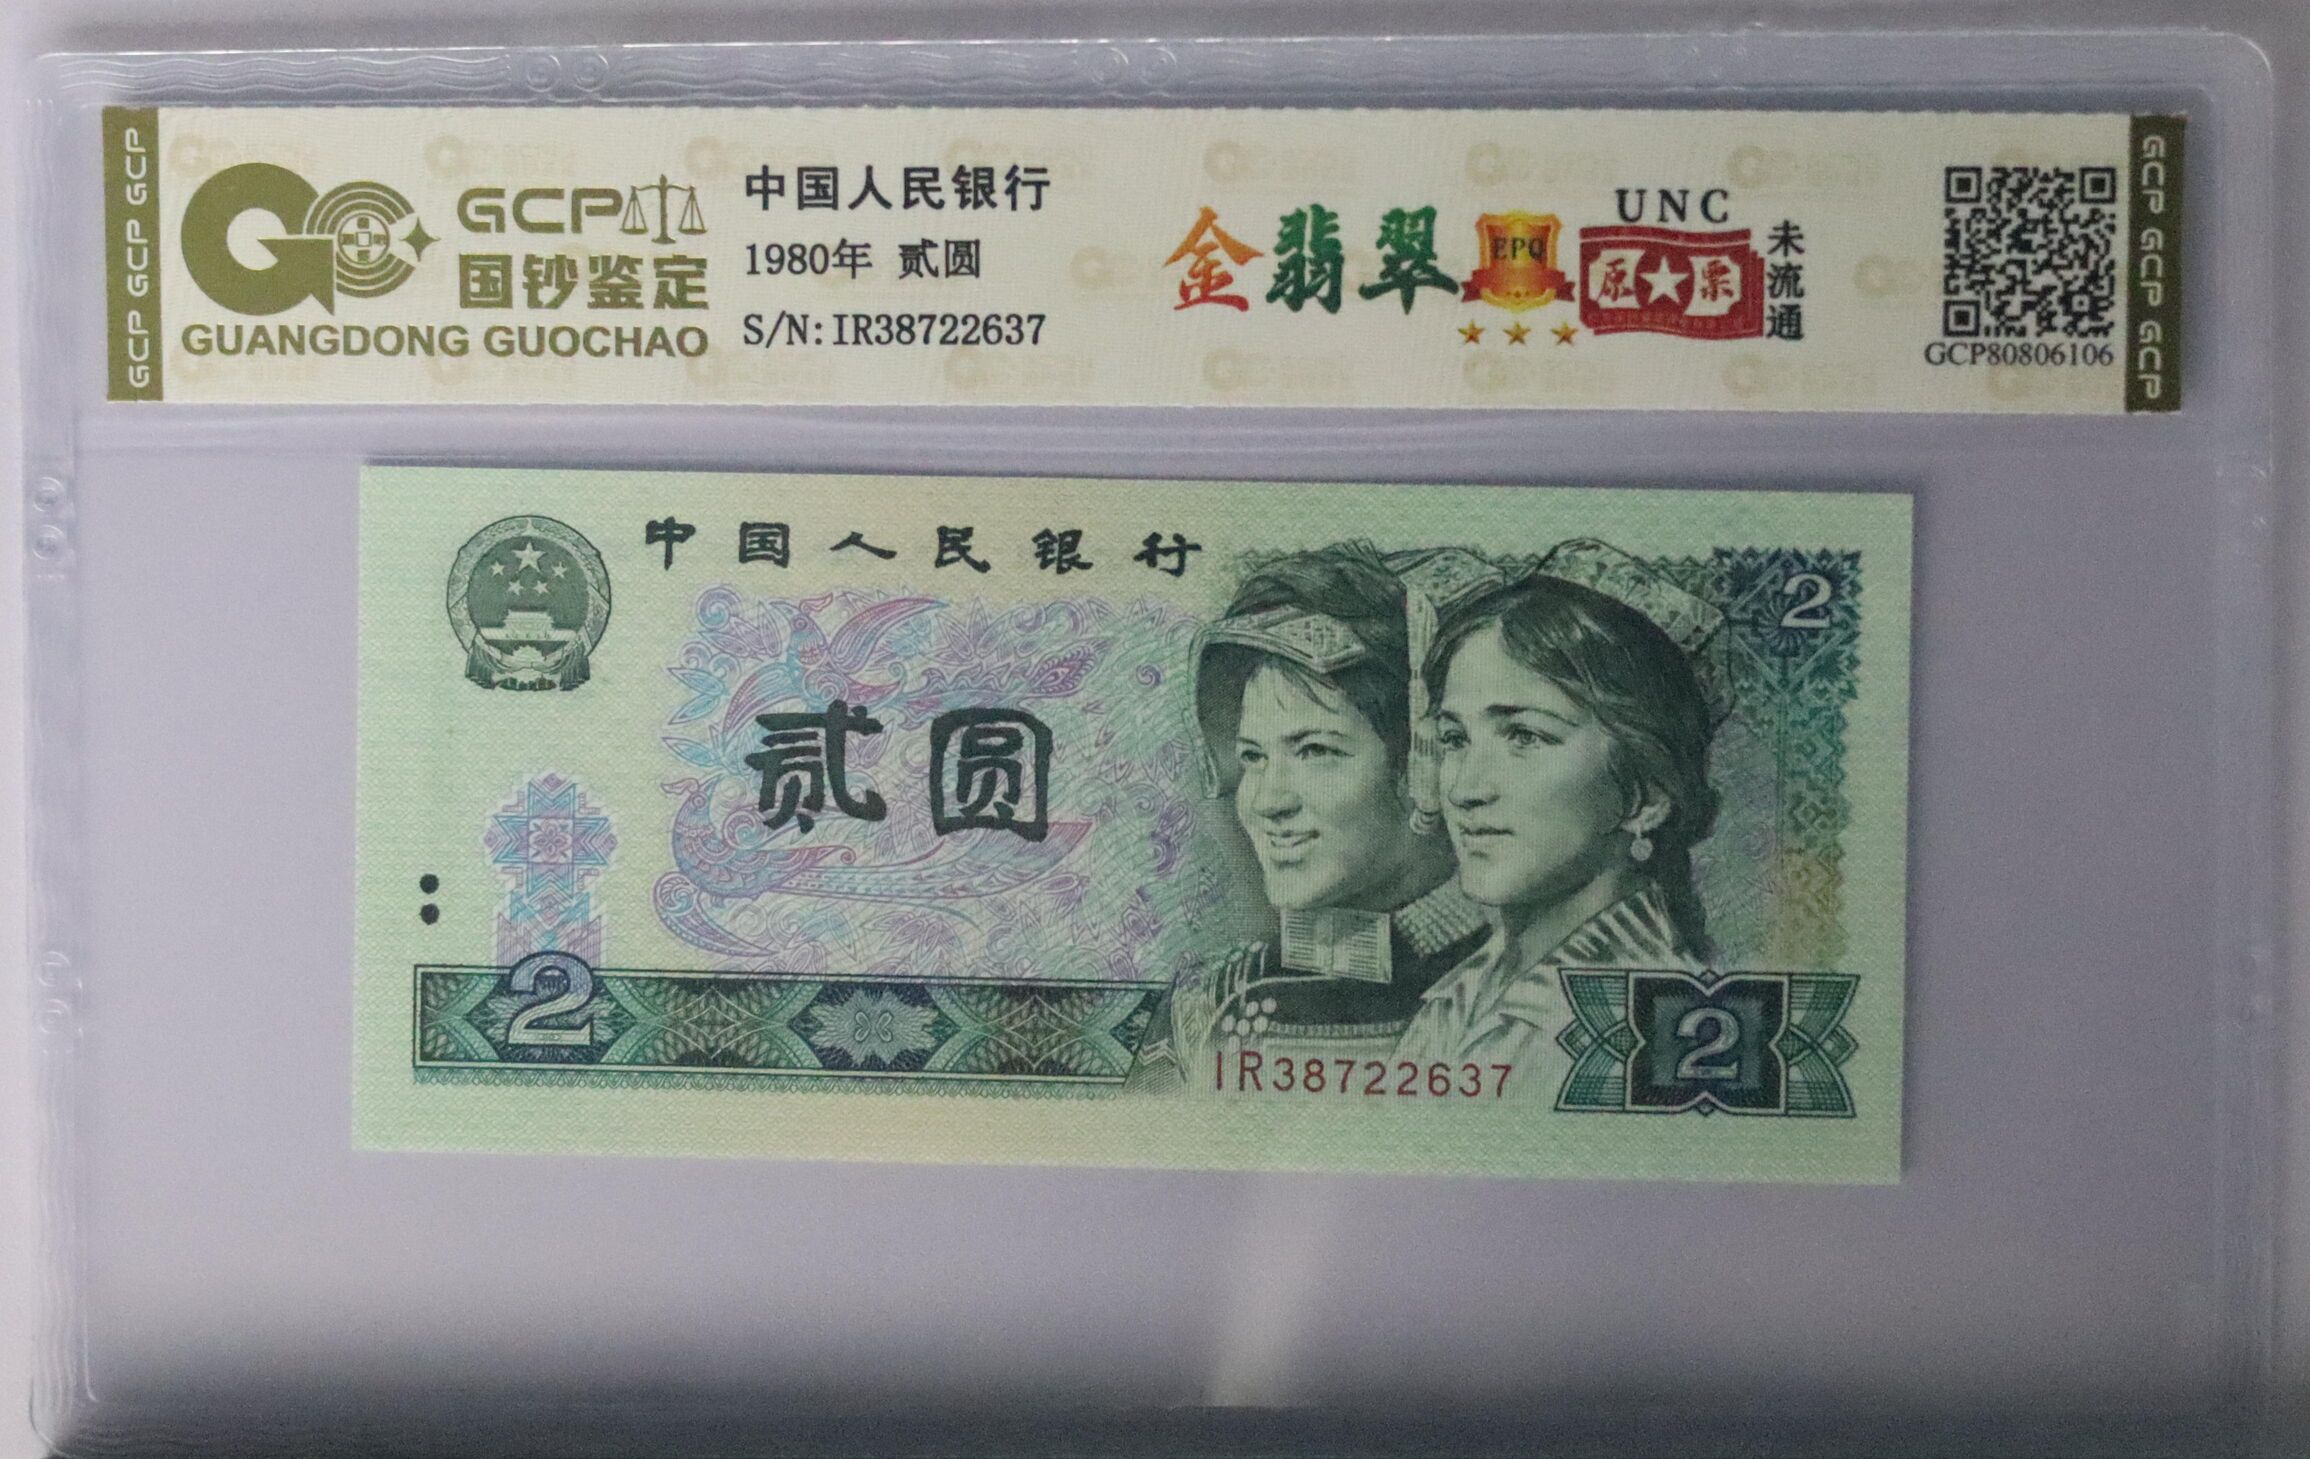 GCP GCP GCP
GCP
国钞鉴定
GUANGDONG GUOCHAO
中国人民银行
1980年 贰圆
S/N:IR38722637
金翡翠
EPQ
UNC
原★票
未流通
GCP80806106
GCP GCP GCP
中国人民银行
2
贰圆
2
IR38722637
2